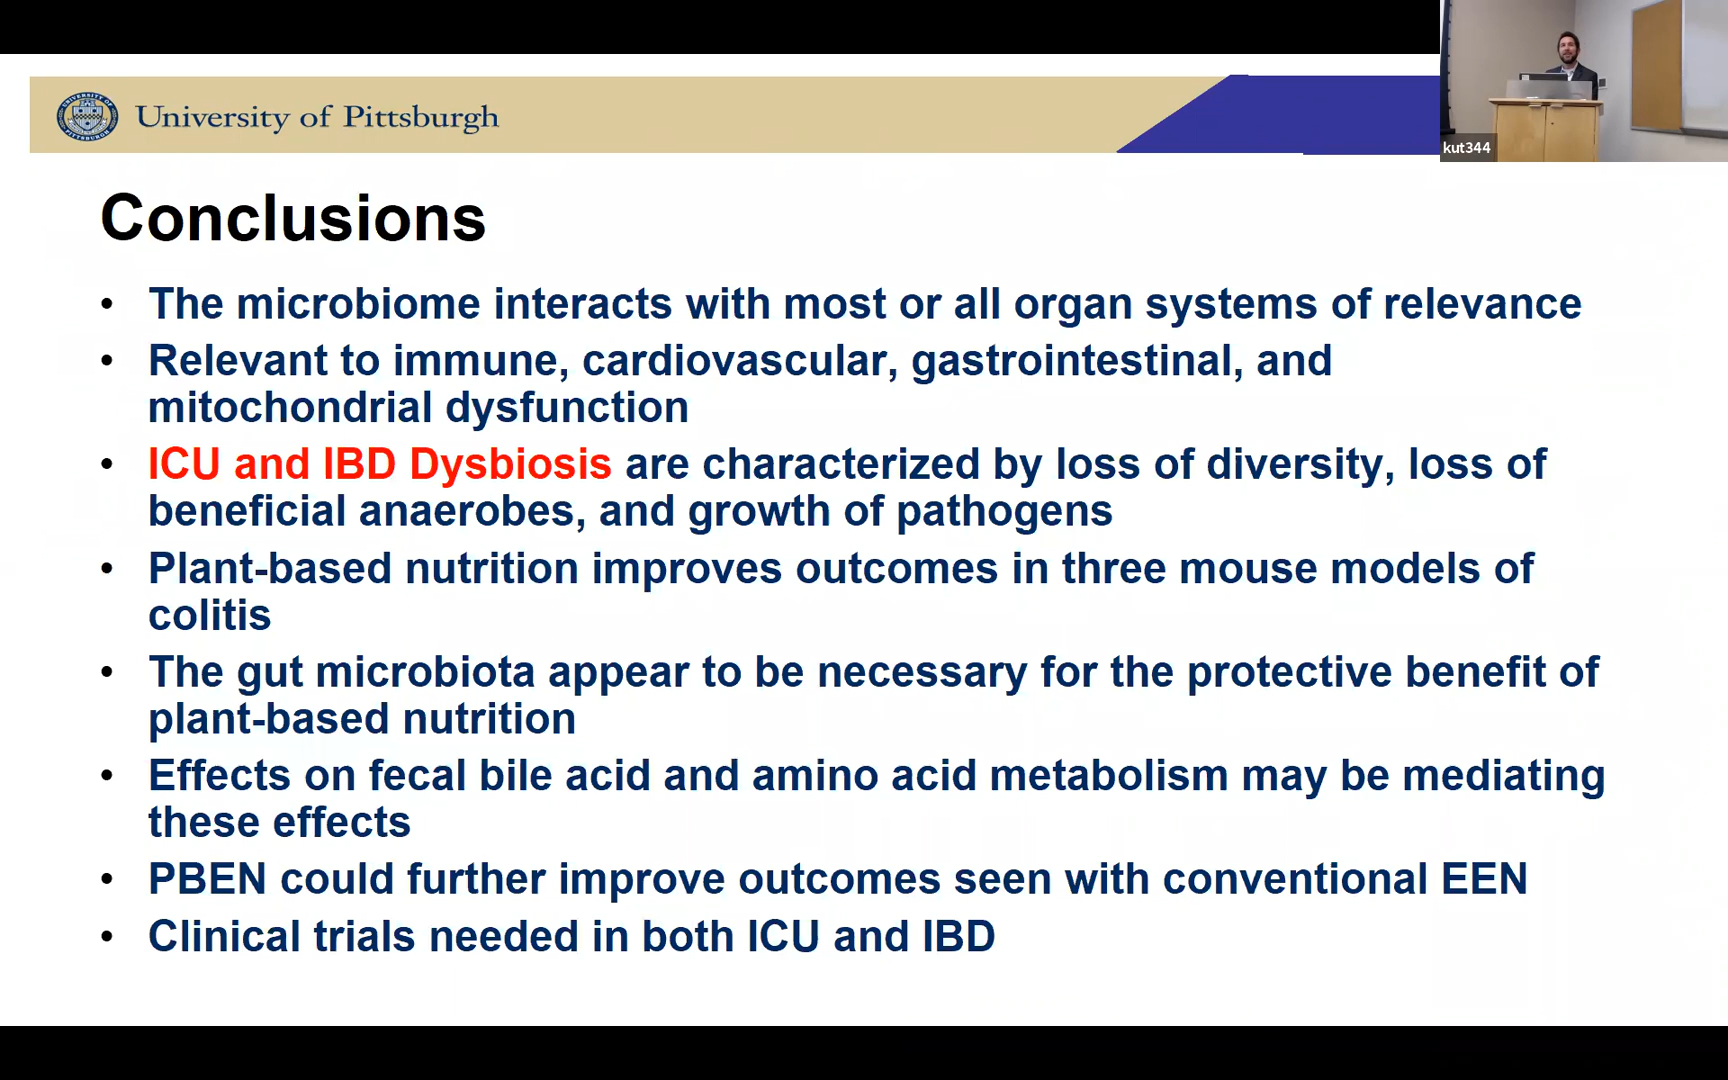 University of Pittsburgh
kut344
Conclusions
• The microbiome interacts with most or all organ systems of relevance
• Relevant to immune, cardiovascular, gastrointestinal, and
mitochondrial dysfunction
• ICU and IBD Dysbiosis are characterized by loss of diversity, loss of
beneficial anaerobes, and growth of pathogens
• Plant-based nutrition improves outcomes in three mouse models of
colitis
• The gut microbiota appear to be necessary for the protective benefit of
plant-based nutrition
• Effects on fecal bile acid and amino acid metabolism may be mediating
these effects
• PBEN could further improve outcomes seen with conventional EEN
• Clinical trials needed in both ICU and IBD